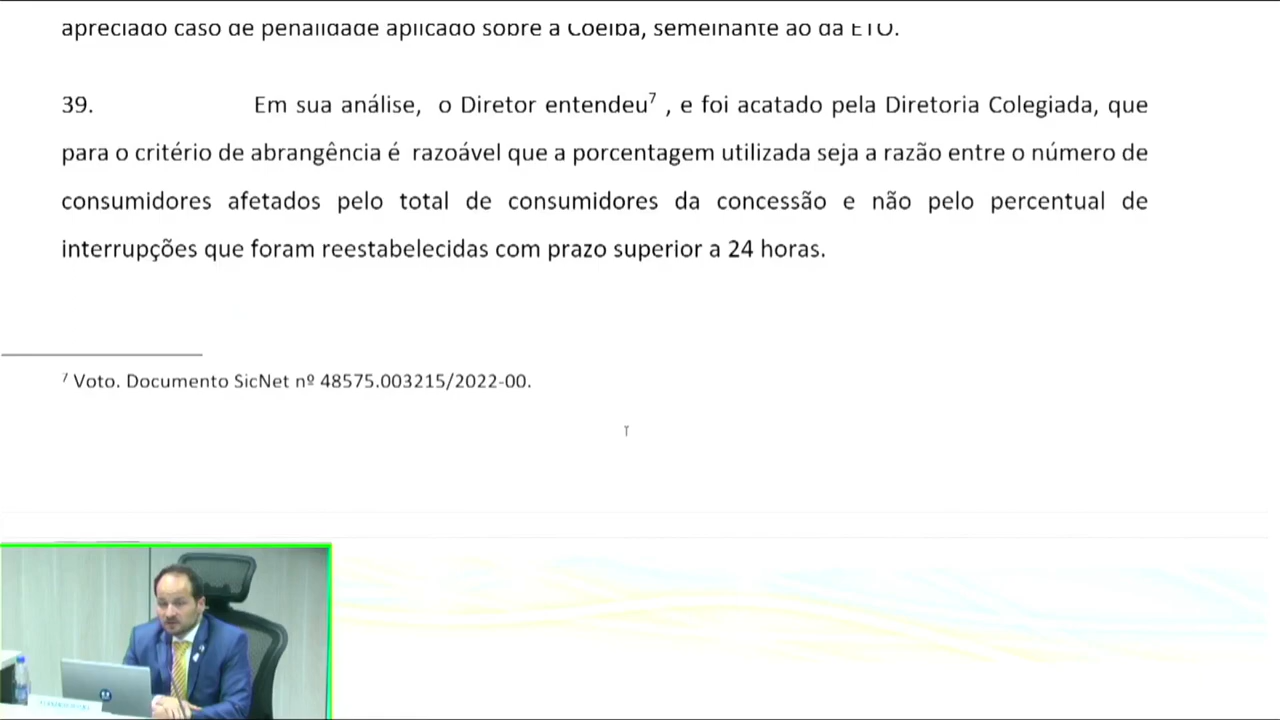 apreciado caso de penalidade aplicado sobre a Coelba, semelhante ao da ETO.
39. Em sua análise, o Diretor entendeu⁷ , e foi acatado pela Diretoria Colegiada, que
para o critério de abrangência é razoável que a porcentagem utilizada seja a razão entre o número de
consumidores afetados pelo total de consumidores da concessão e não pelo percentual de
interrupções que foram reestabelecidas com prazo superior a 24 horas.
⁷ Voto. Documento SicNet nº 48575.003215/2022-00.